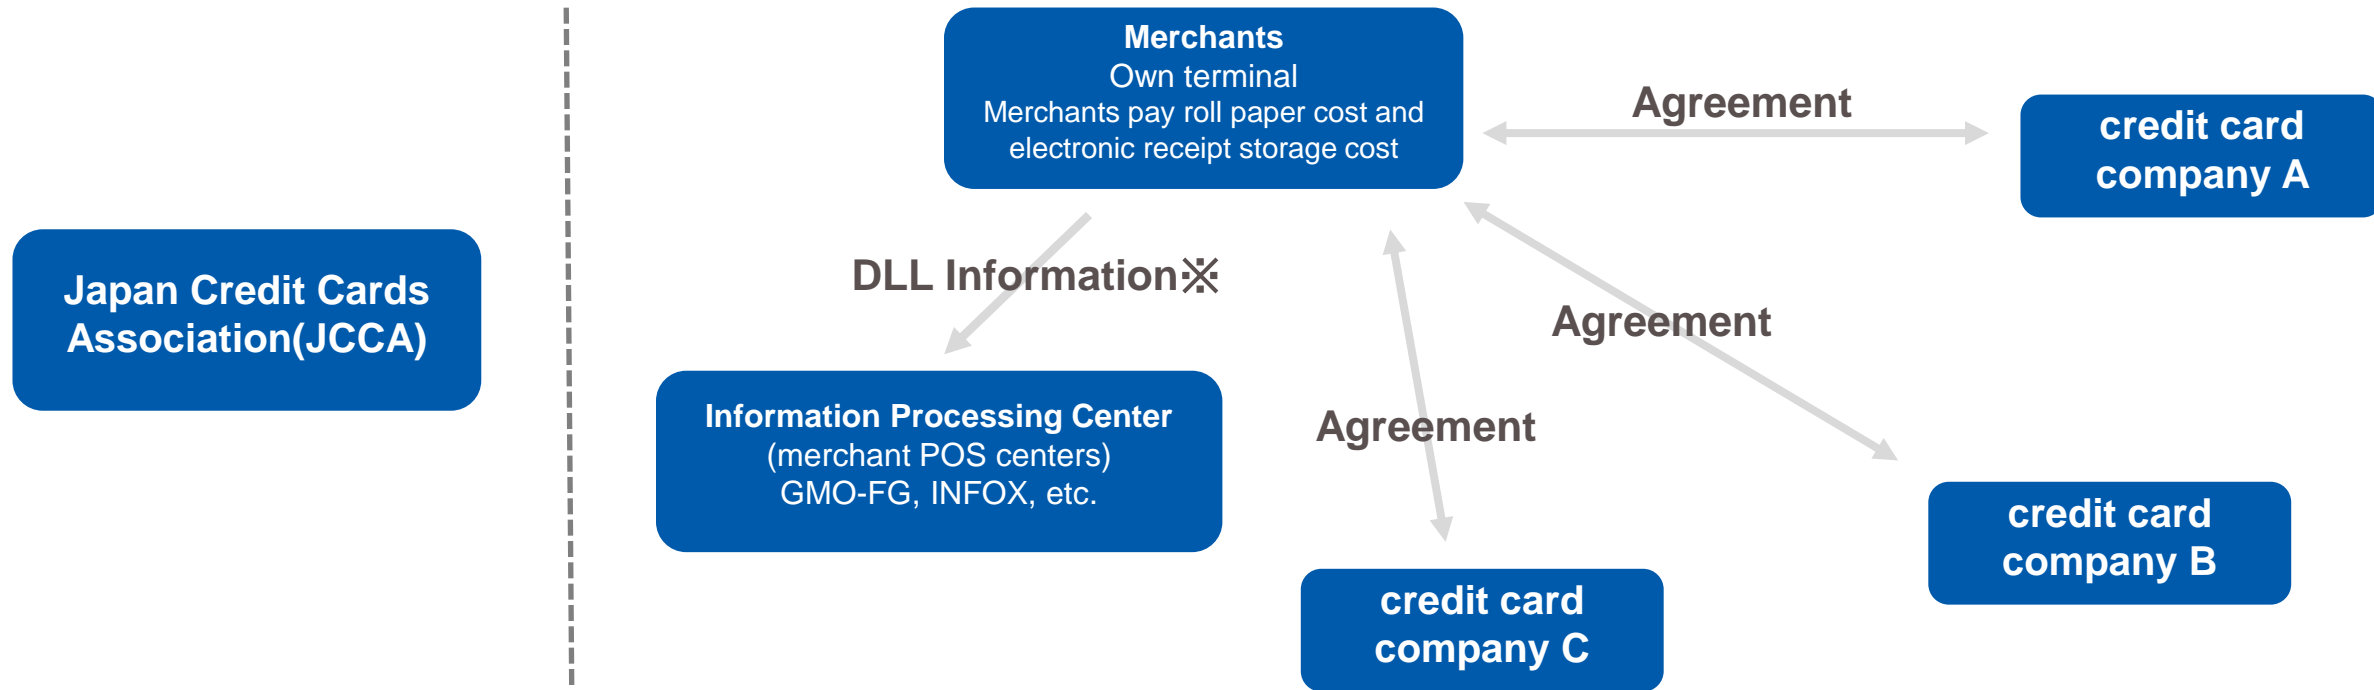 Merchants
Own terminal
Merchants pay roll paper cost and
electronic receipt storage cost
Agreement
credit card
company A
Japan Credit Cards
Association(JCCA)
DLL Information※
Agreement
Information Processing Center
(merchant POS centers)
GMO-FG, INFOX, etc.
Agreement
credit card
company B
credit card
company C